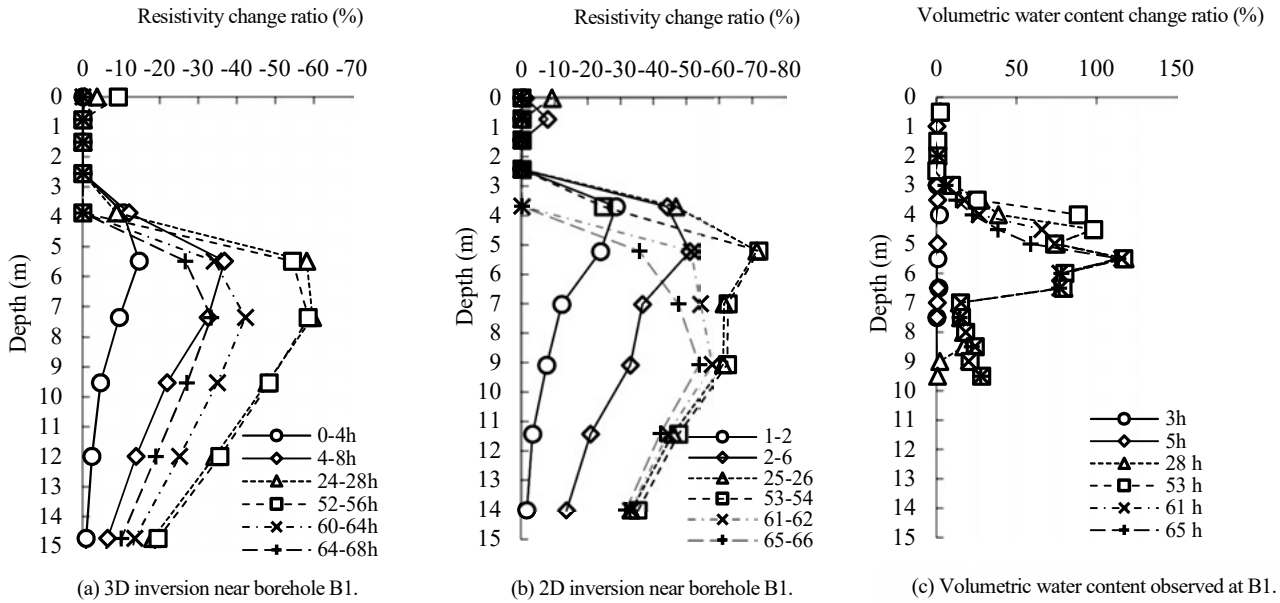 Resistivity change ratio (%)
0 -10 -20 -30 -40 -50 -60 -70
Depth (m)
0
1
2
3
4
5
6
7
8
9
10
11
12
13
14
15
0-4h
4-8h
24-28h
52-56h
60-64h
64-68h
(a) 3D inversion near borehole B1.
Resistivity change ratio (%)
0 -10 -20 -30 -40 -50 -60 -70 -80
Depth (m)
0
1
2
3
4
5
6
7
8
9
10
11
12
13
14
15
1-2
2-6
25-26
53-54
61-62
65-66
(b) 2D inversion near borehole B1.
Volumetric water content change ratio (%)
0 50 100 150
Depth (m)
0
1
2
3
4
5
6
7
8
9
10
11
12
13
14
15
3h
5h
28 h
53 h
61 h
65 h
(c) Volumetric water content observed at B1.